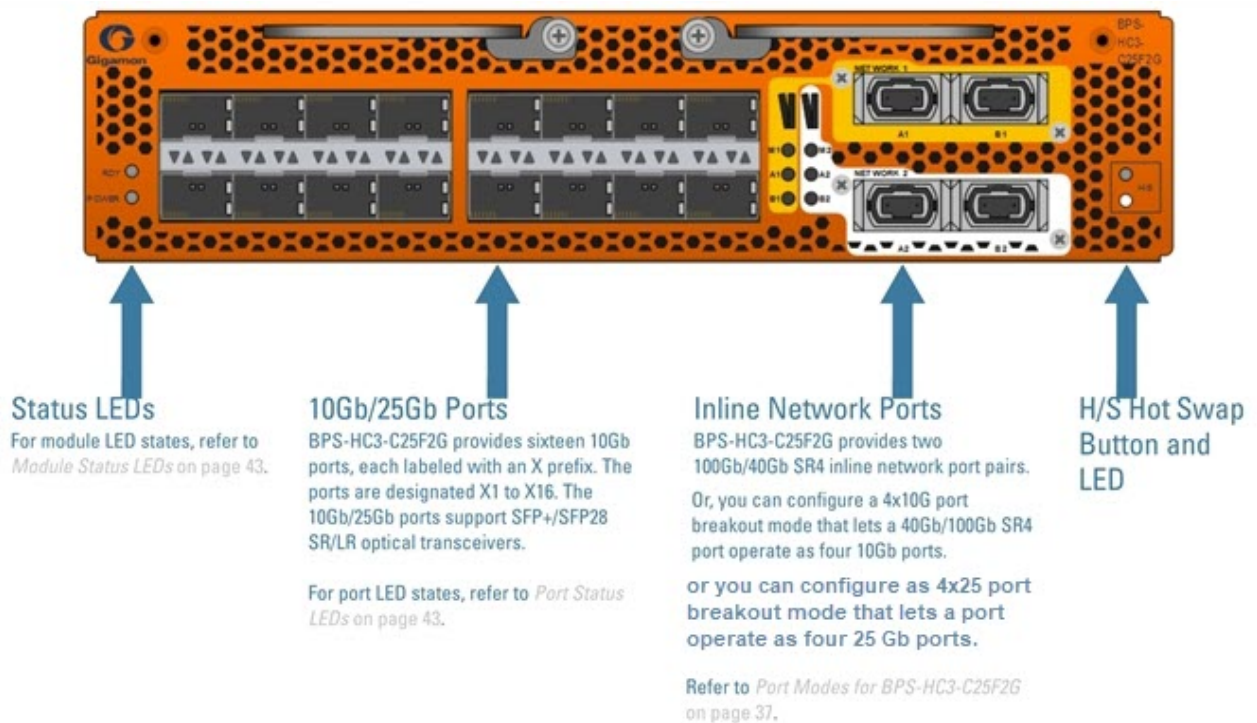 Gigamon
BPS-
HC3-
C25F2G
NETWORK 1
A1 B1
M1 M2
A1 A2
B1 B2
NETWORK 2
A2 B2
RDY
POWER
H/S
Status LEDs
For module LED states, refer to
Module Status LEDs on page 43.
10Gb/25Gb Ports
BPS-HC3-C25F2G provides sixteen 10Gb
ports, each labeled with an X prefix. The
ports are designated X1 to X16. The
10Gb/25Gb ports support SFP+/SFP28
SR/LR optical transceivers.
For port LED states, refer to Port Status
LEDs on page 43.
Inline Network Ports
BPS-HC3-C25F2G provides two
100Gb/40Gb SR4 inline network port pairs.
Or, you can configure a 4x10G port
breakout mode that lets a 40Gb/100Gb SR4
port operate as four 10Gb ports.
or you can configure as 4x25 port
breakout mode that lets a port
operate as four 25 Gb ports.
Refer to Port Modes for BPS-HC3-C25F2G
on page 37.
H/S Hot Swap
Button and
LED